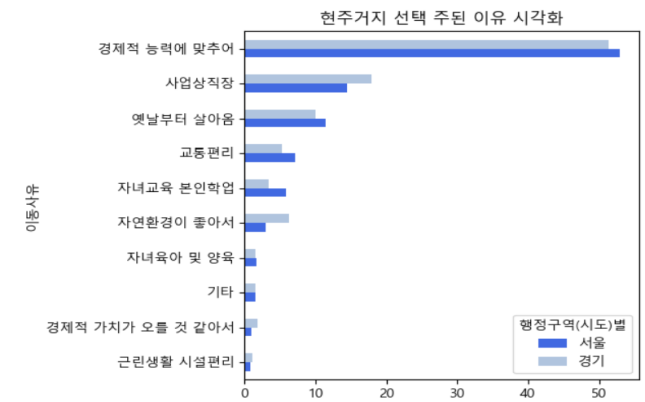 현주거지 선택 주된 이유 시각화
이동사유
경제적 능력에 맞추어
사업상직장
옛날부터 살아옴
교통편리
자녀교육 본인학업
자연환경이 좋아서
자녀육아 및 양육
기타
경제적 가치가 오를 것 같아서
근린생활 시설편리
행정구역(시도)별
서울
경기
0 10 20 30 40 50